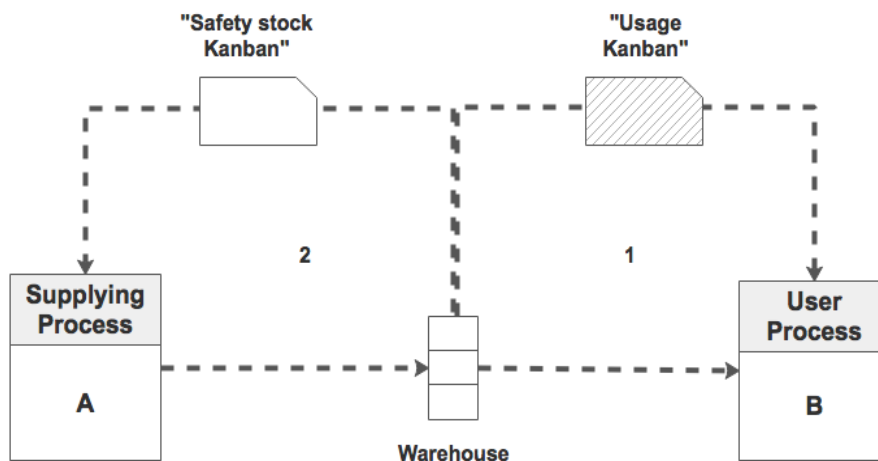 "Safety stock
Kanban"
"Usage
Kanban"
2
1
Supplying
Process
User
Process
A
B
Warehouse